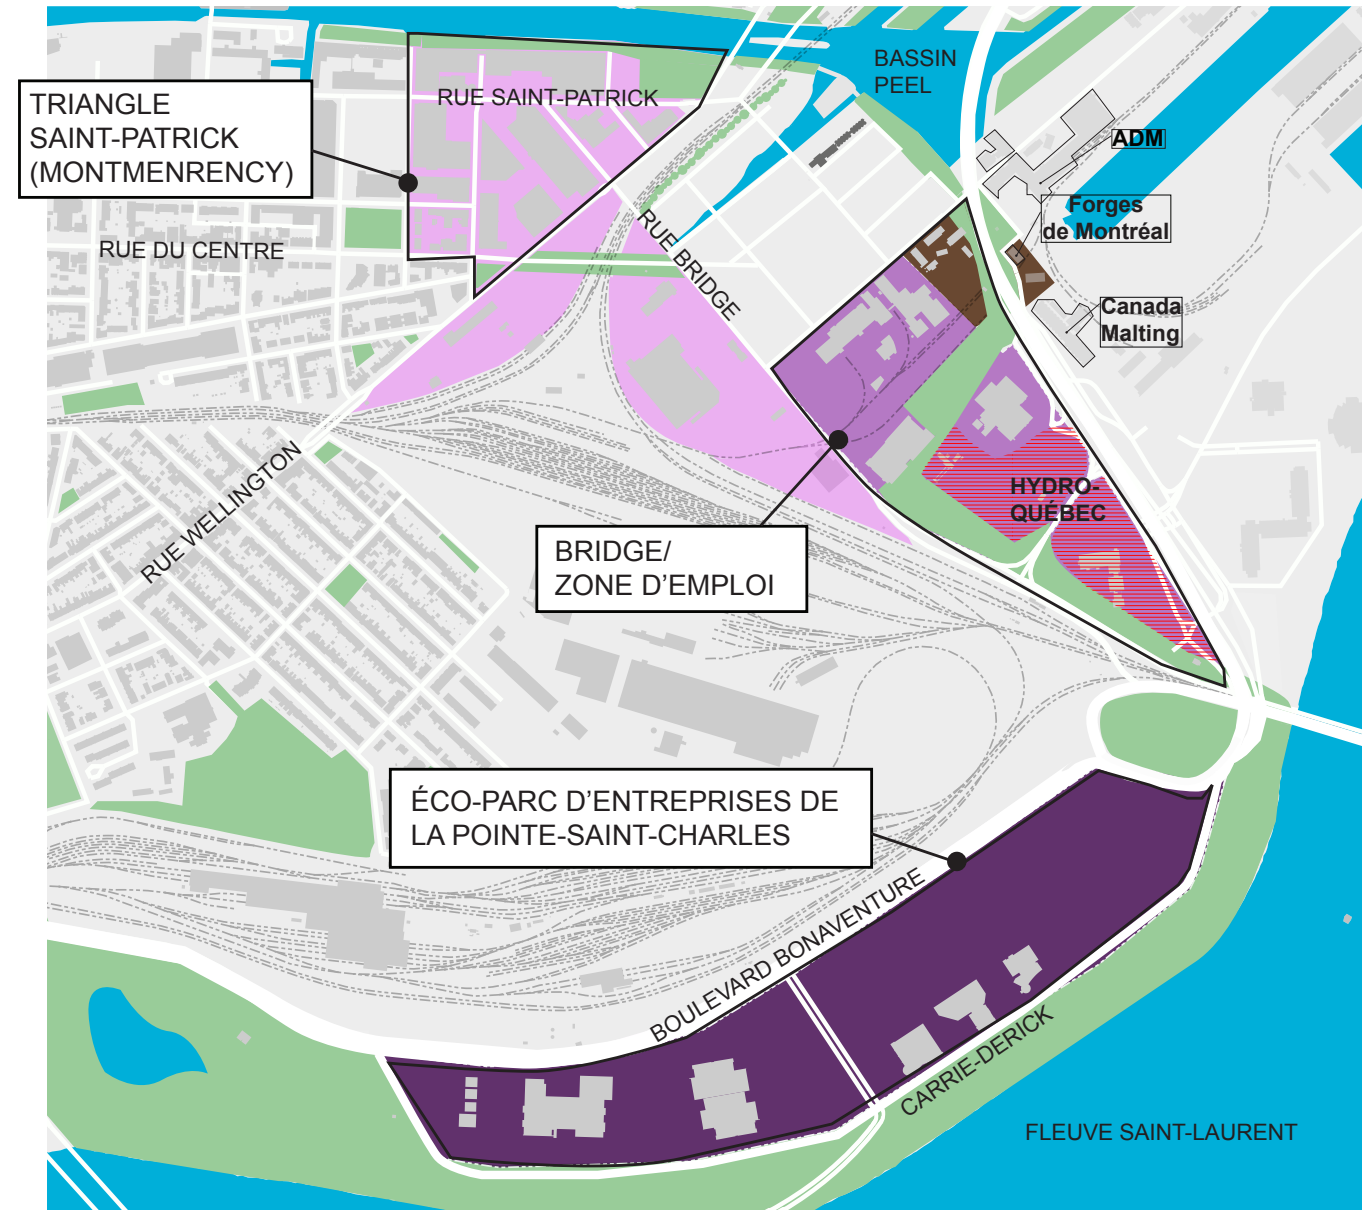 BASSIN
PEEL
TRIANGLE
SAINT-PATRICK
(MONTMENRENCY)
RUE SAINT-PATRICK
ADM
Forges
de Montréal
RUE DU CENTRE
RUE BRIDGE
Canada
Malting
RUE WELLINGTON
HYDRO-
QUÉBEC
BRIDGE/
ZONE D'EMPLOI
ÉCO-PARC D'ENTREPRISES DE
LA POINTE-SAINT-CHARLES
BOULEVARD BONAVENTURE
CARRIE-DERICK
FLEUVE SAINT-LAURENT